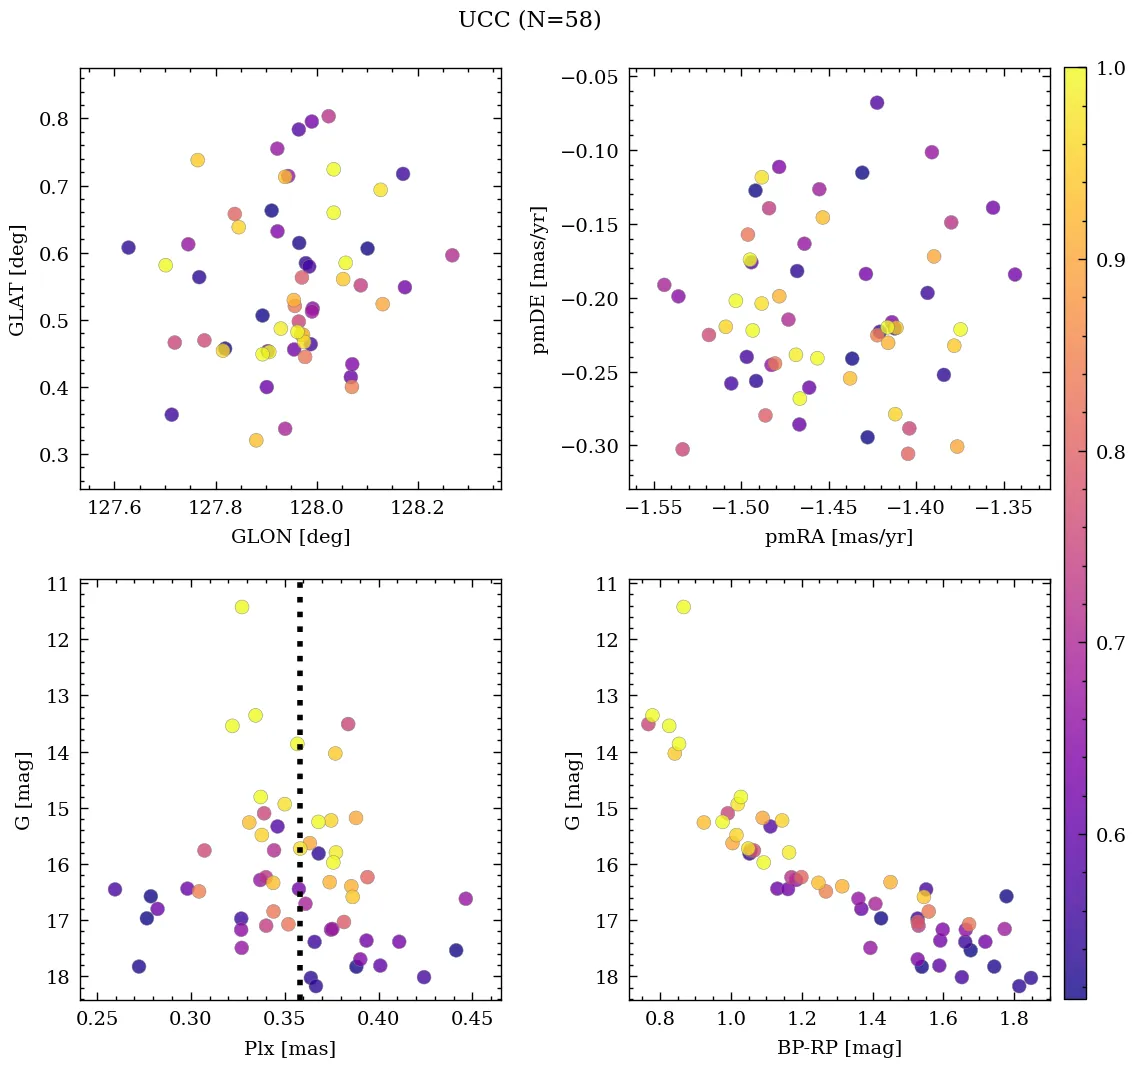 UCC (N=58)
0.8
0.7
0.6
0.5
0.4
0.3
GLAT [deg]
127.6 127.8 128.0 128.2
GLON [deg]
−0.05
−0.10
−0.15
−0.20
−0.25
−0.30
pmDE [mas/yr]
−1.55 −1.50 −1.45 −1.40 −1.35
pmRA [mas/yr]
11
12
13
14
15
16
17
18
G [mag]
0.25 0.30 0.35 0.40 0.45
Plx [mas]
11
12
13
14
15
16
17
18
G [mag]
0.8 1.0 1.2 1.4 1.6 1.8
BP-RP [mag]
1.0
0.9
0.8
0.7
0.6